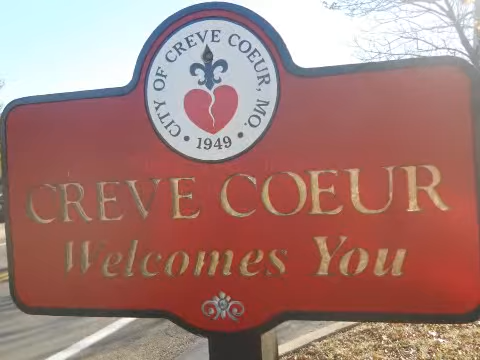 CITY OF CREVE COEUR, MO.
• 1949 •
CREVE COEUR
Welcomes You